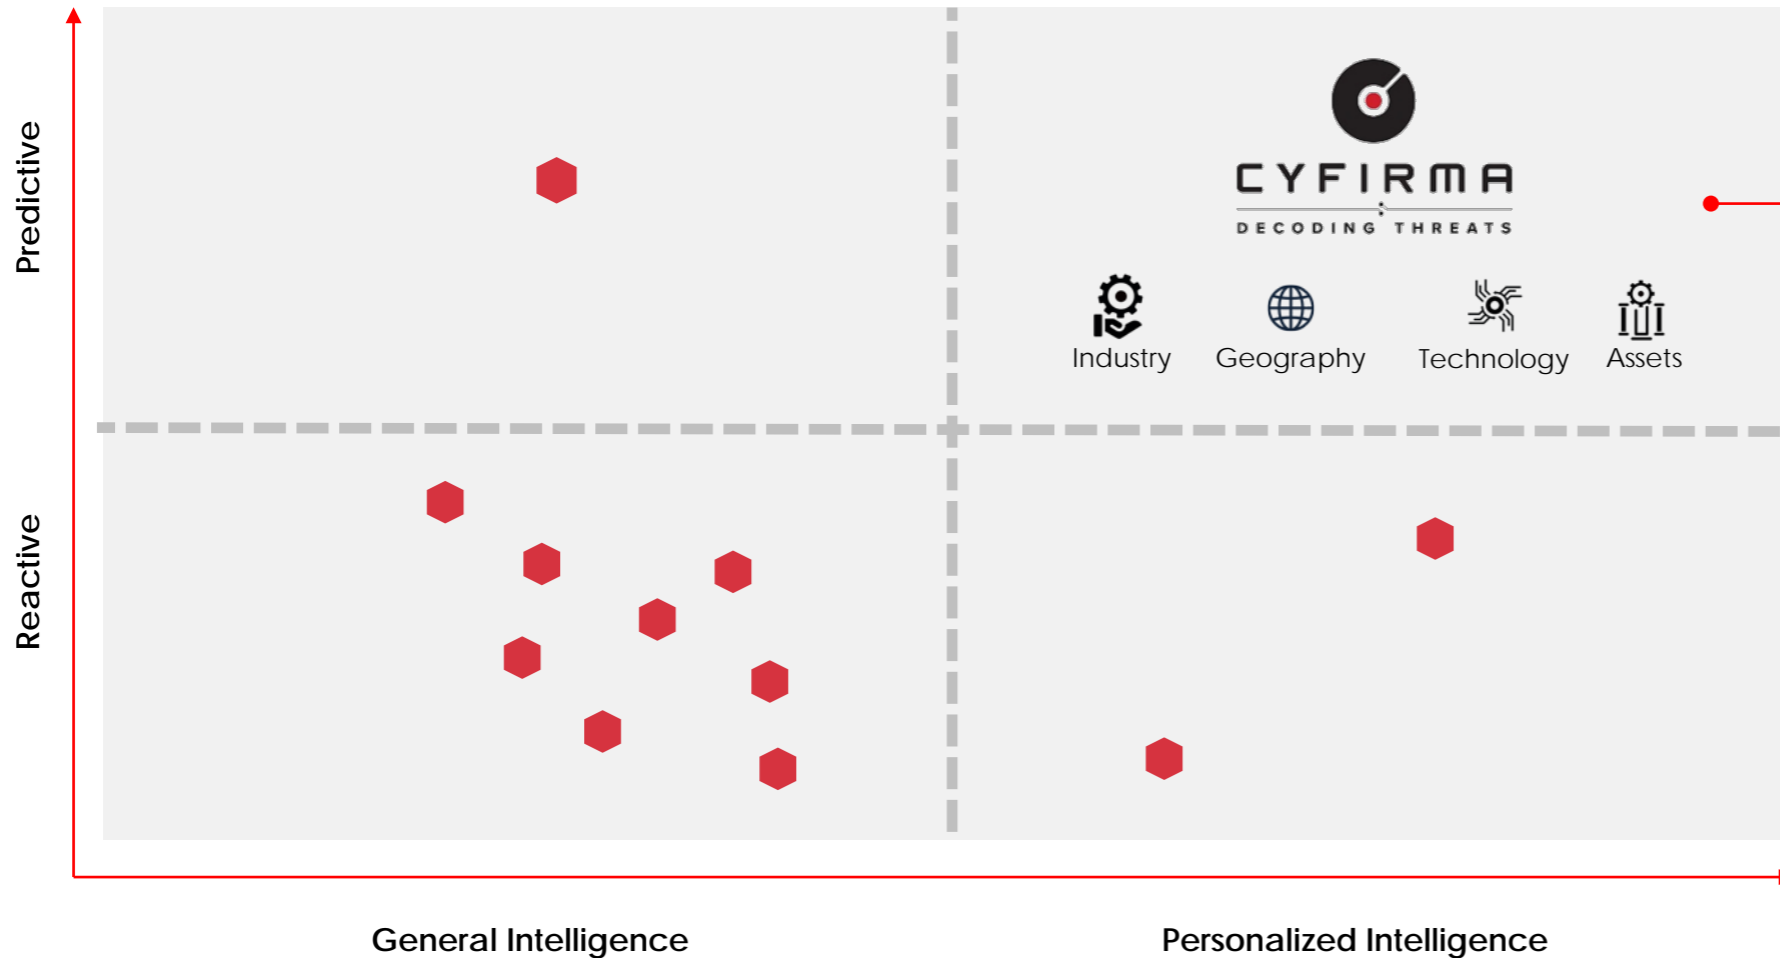 Predictive
CYFIRMA
DECODING THREATS
Industry
Geography
Technology
Assets
Reactive
General Intelligence
Personalized Intelligence